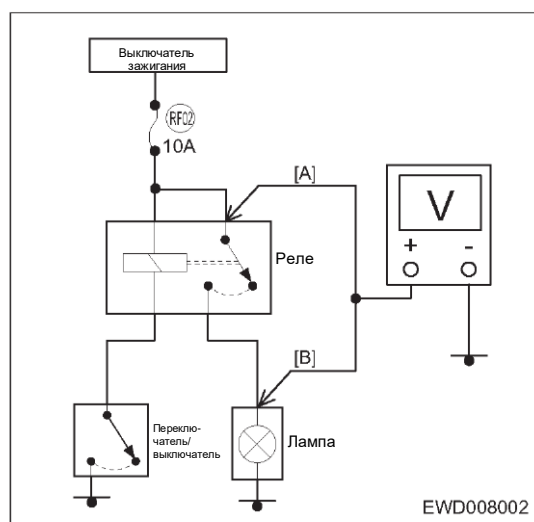 Выключатель
зажигания
RF02
10A
[A]
V
+ -
Реле
[B]
Переклю-
чатель/
выключатель
Лампа
EWD008002